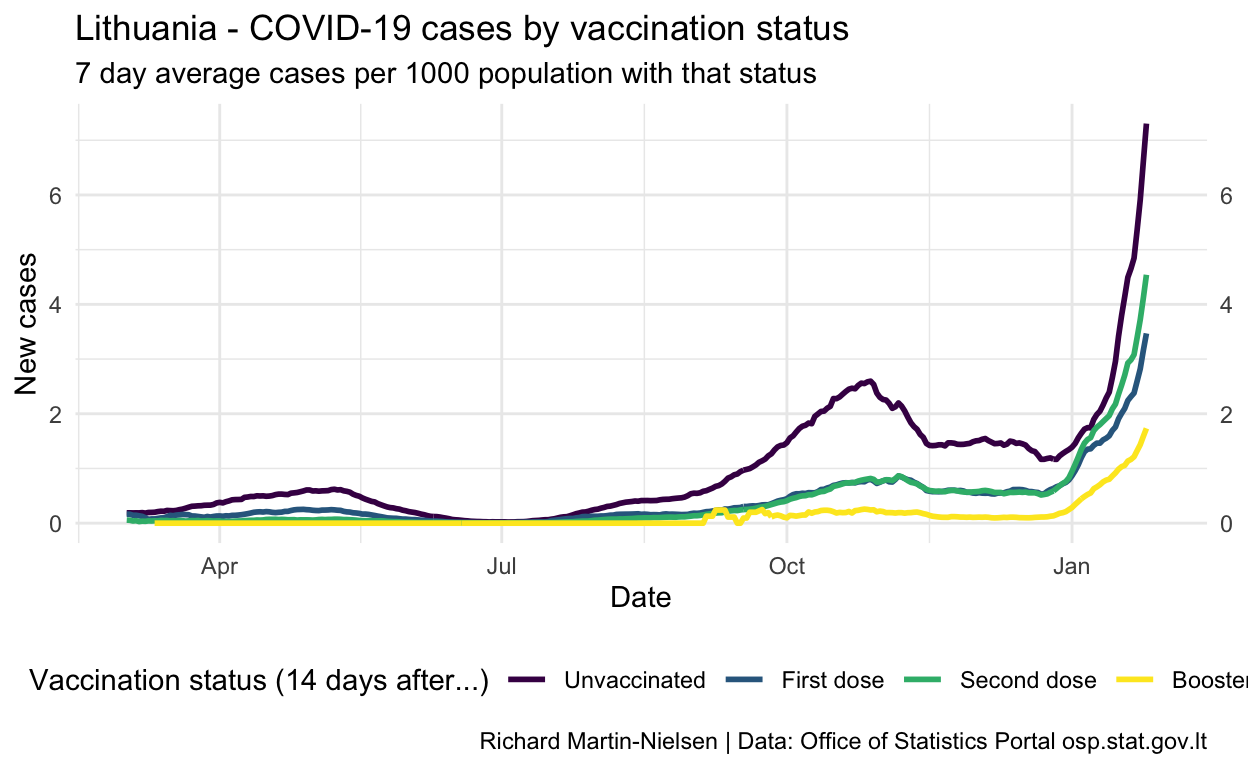 Lithuania - COVID-19 cases by vaccination status
7 day average cases per 1000 population with that status
New cases
6 6
4 4
2 2
0 0
Apr Jul Oct Jan
Date
Vaccination status (14 days after...) Unvaccinated First dose Second dose Booster
Richard Martin-Nielsen | Data: Office of Statistics Portal osp.stat.gov.lt